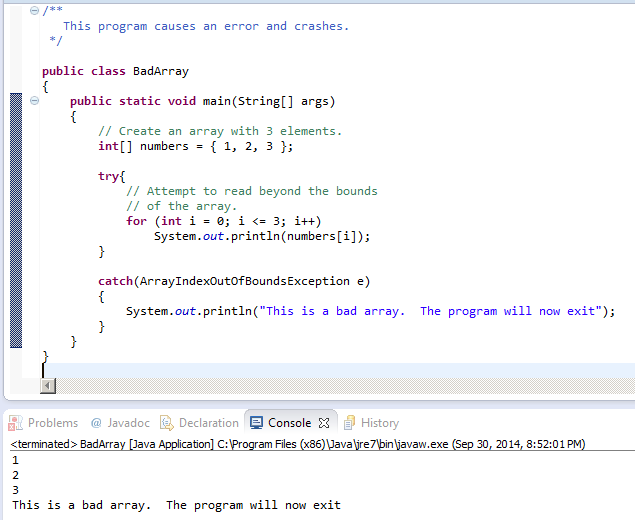 /**
   This program causes an error and crashes.
 */
public class BadArray
{
    public static void main(String[] args)
    {
        // Create an array with 3 elements.
        int[] numbers = { 1, 2, 3 };
        try{
            // Attempt to read beyond the bounds
            // of the array.
            for (int i = 0; i <= 3; i++)
                System.out.println(numbers[i]);
        }
        catch(ArrayIndexOutOfBoundsException e)
        {
            System.out.println("This is a bad array.  The program will now exit");
        }
    }
}
Problems @ Javadoc Declaration Console History
<terminated> BadArray [Java Application] C:\Program Files (x86)\Java\jre7\bin\javaw.exe (Sep 30, 2014, 8:52:01 PM)
1
2
3
This is a bad array.  The program will now exit